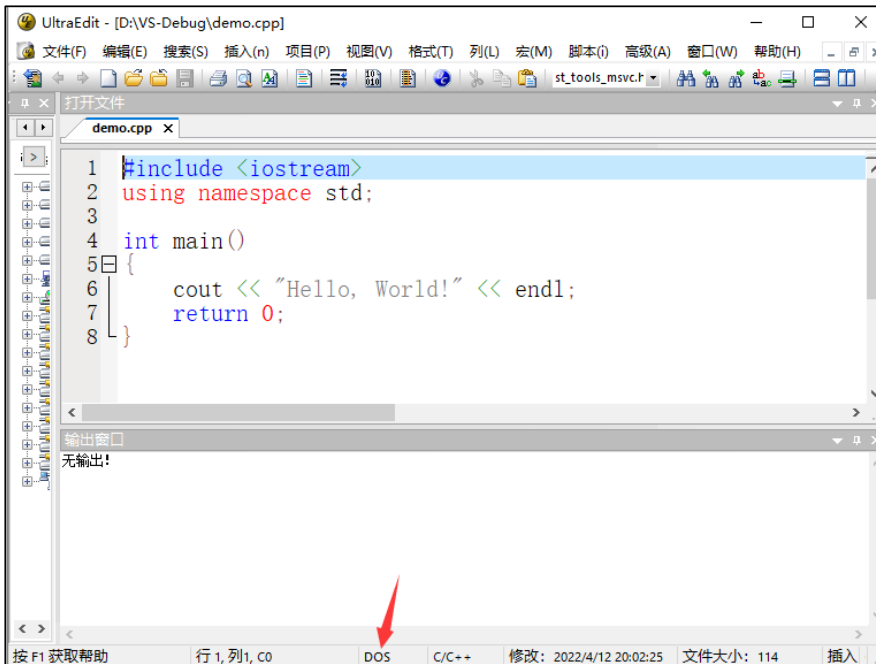 UltraEdit - [D:\VS-Debug\demo.cpp]
文件(F) 编辑(E) 搜索(S) 插入(n) 项目(P) 视图(V) 格式(T) 列(L) 宏(M) 脚本(i) 高级(A) 窗口(W) 帮助(H)
st_tools_msvc.h
打开文件
demo.cpp
1 #include <iostream>
2 using namespace std;
3
4 int main()
5 {
6 cout << "Hello, World!" << endl;
7 return 0;
8 }
输出窗口
无输出!
按 F1 获取帮助 行 1, 列1, C0 DOS C/C++ 修改: 2022/4/12 20:02:25 文件大小: 114 插入